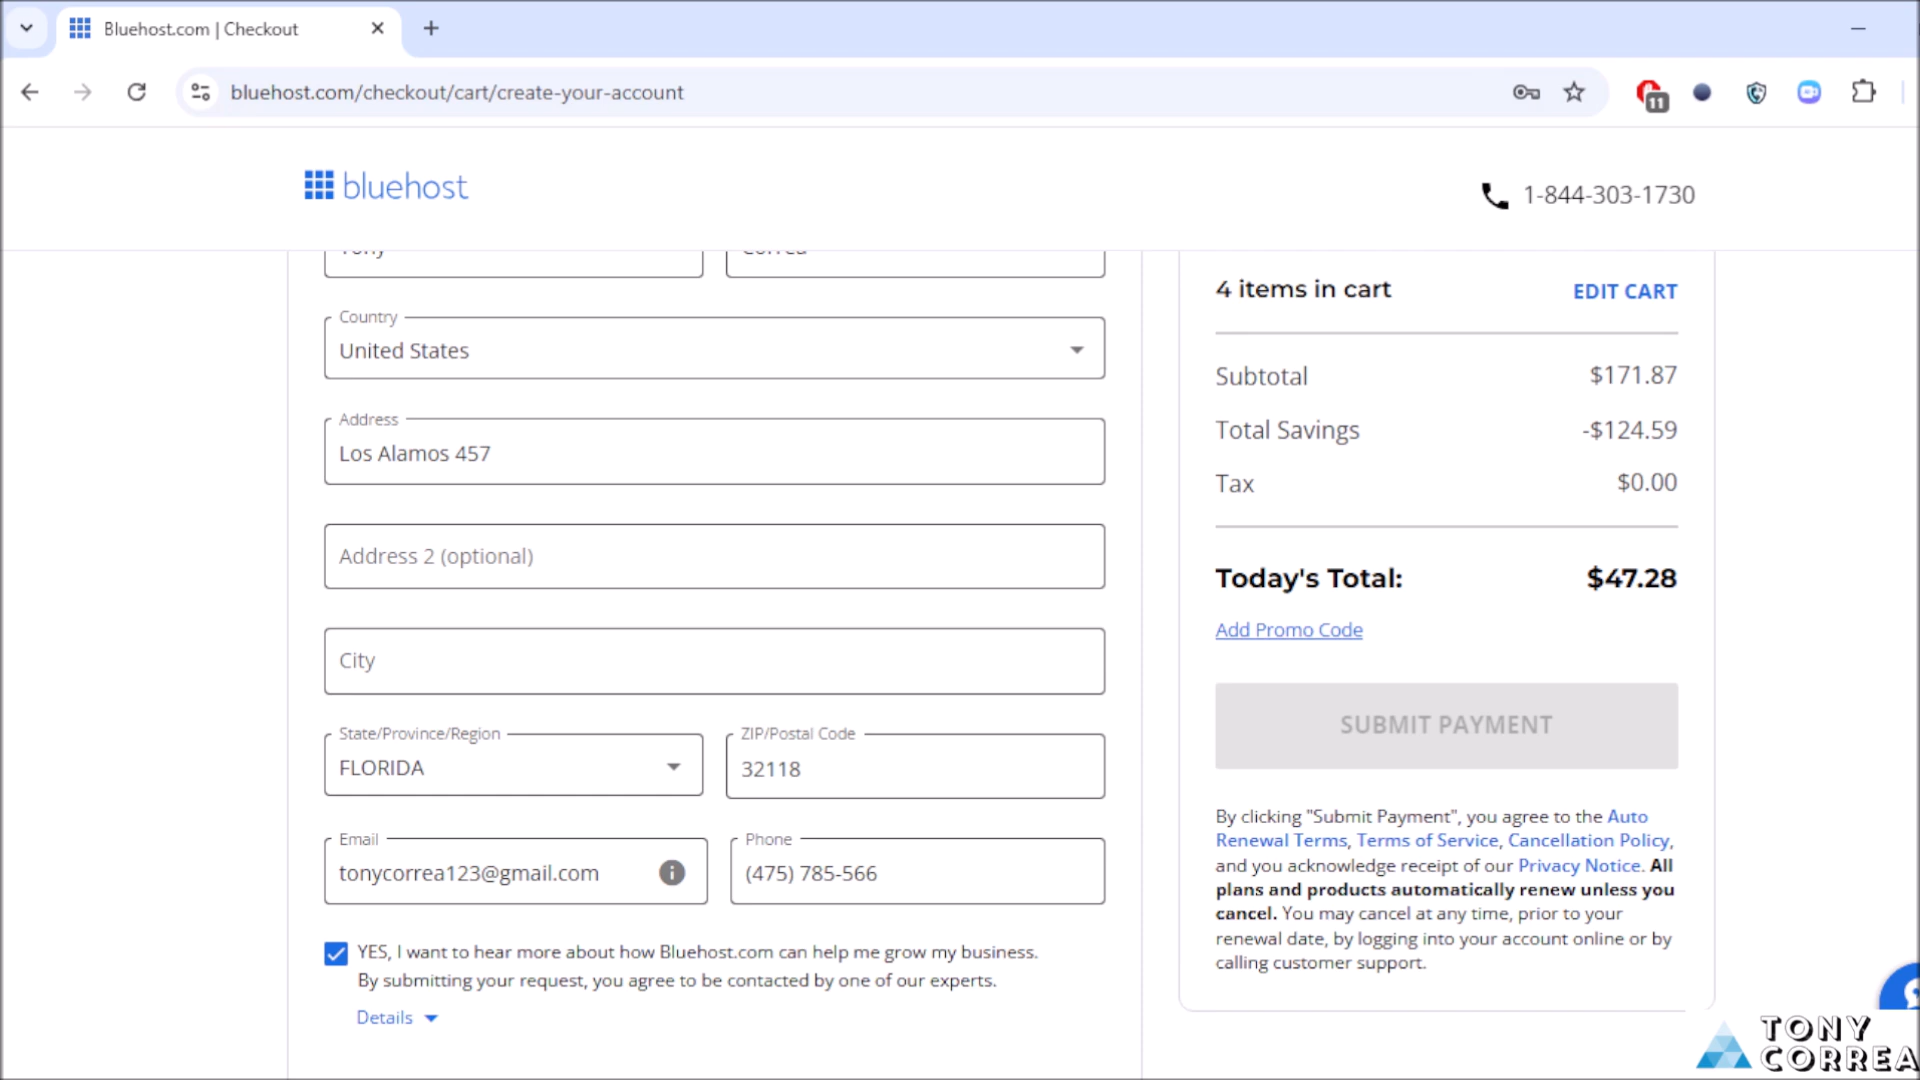 Bluehost.com | Checkout
bluehost.com/checkout/cart/create-your-account
11
bluehost
1-844-303-1730
Tony
Correa
Country
United States
Address
Los Alamos 457
Address 2 (optional)
City
State/Province/Region
FLORIDA
ZIP/Postal Code
32118
Email
tonycorrea123@gmail.com
Phone
(475) 785-566
YES, I want to hear more about how Bluehost.com can help me grow my business.
By submitting your request, you agree to be contacted by one of our experts.
Details
4 items in cart
EDIT CART
Subtotal
$171.87
Total Savings
-$124.59
Tax
$0.00
Today's Total:
$47.28
Add Promo Code
SUBMIT PAYMENT
By clicking "Submit Payment", you agree to the Auto
Renewal Terms, Terms of Service, Cancellation Policy,
and you acknowledge receipt of our Privacy Notice. All
plans and products automatically renew unless you
cancel. You may cancel at any time, prior to your
renewal date, by logging into your account online or by
calling customer support.
TONY
CORREA